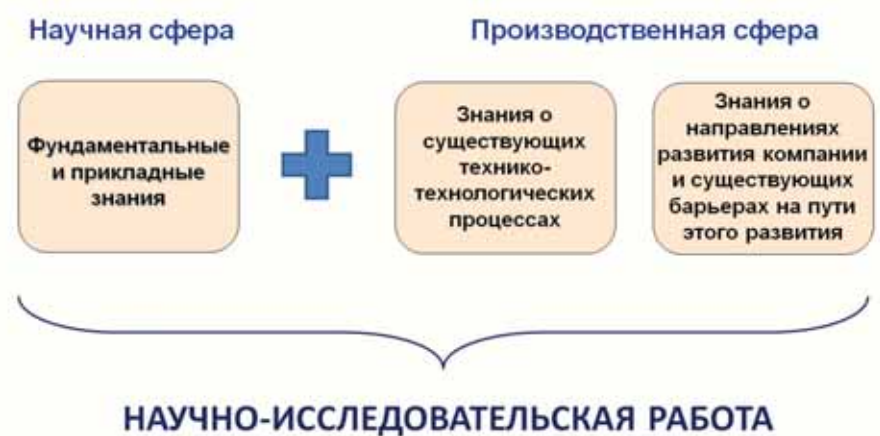 Научная сфера
Производственная сфера
Фундаментальные
и прикладные
знания
Знания о
существующих
технико-
технологических
процессах
Знания о
направлениях
развития компании
и существующих
барьерах на пути
этого развития
НАУЧНО-ИССЛЕДОВАТЕЛЬСКАЯ РАБОТА